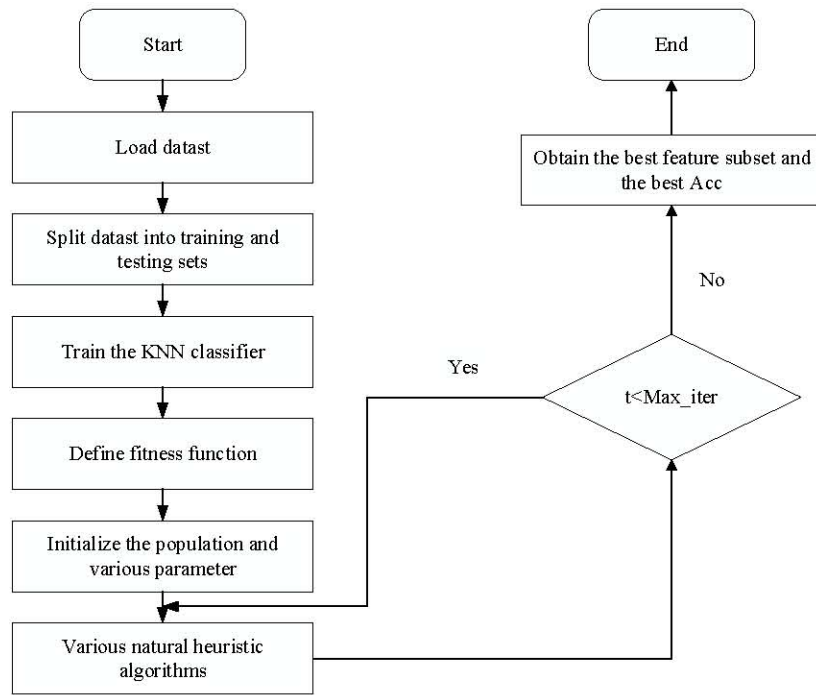 Start
Load datast
Split datast into training and
testing sets
Train the KNN classifier
Define fitness function
Initialize the population and
various parameter
Various natural heuristic
algorithms
Yes
t<Max_iter
No
Obtain the best feature subset and
the best Acc
End